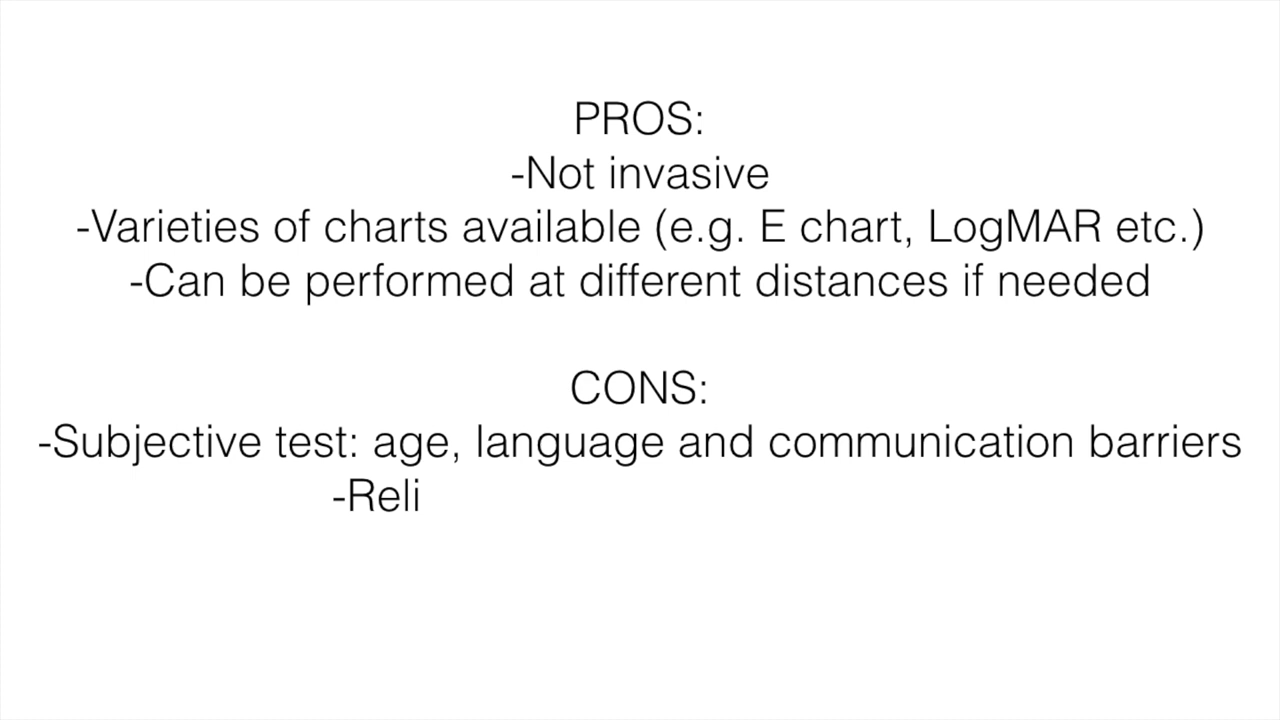 PROS:
-Not invasive
-Varieties of charts available (e.g. E chart, LogMAR etc.)
-Can be performed at different distances if needed
CONS:
-Subjective test: age, language and communication barriers
-Reli